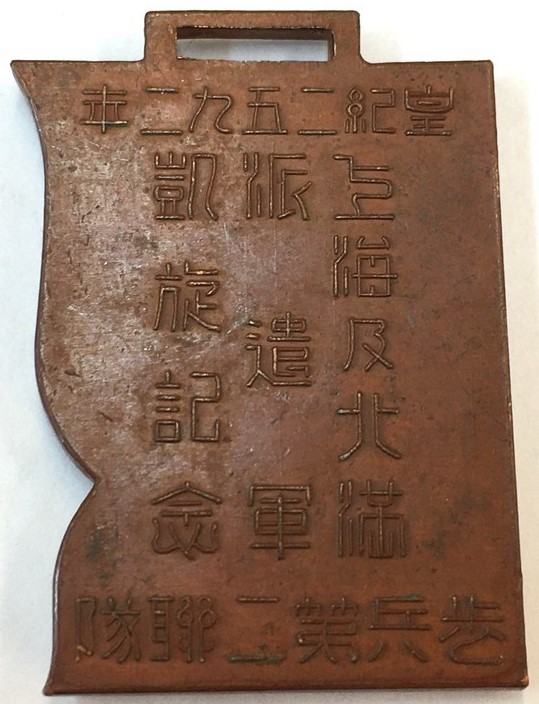 皇紀二五九二年
上海及北満
派遣軍
凱旋記念
歩兵第二聯隊